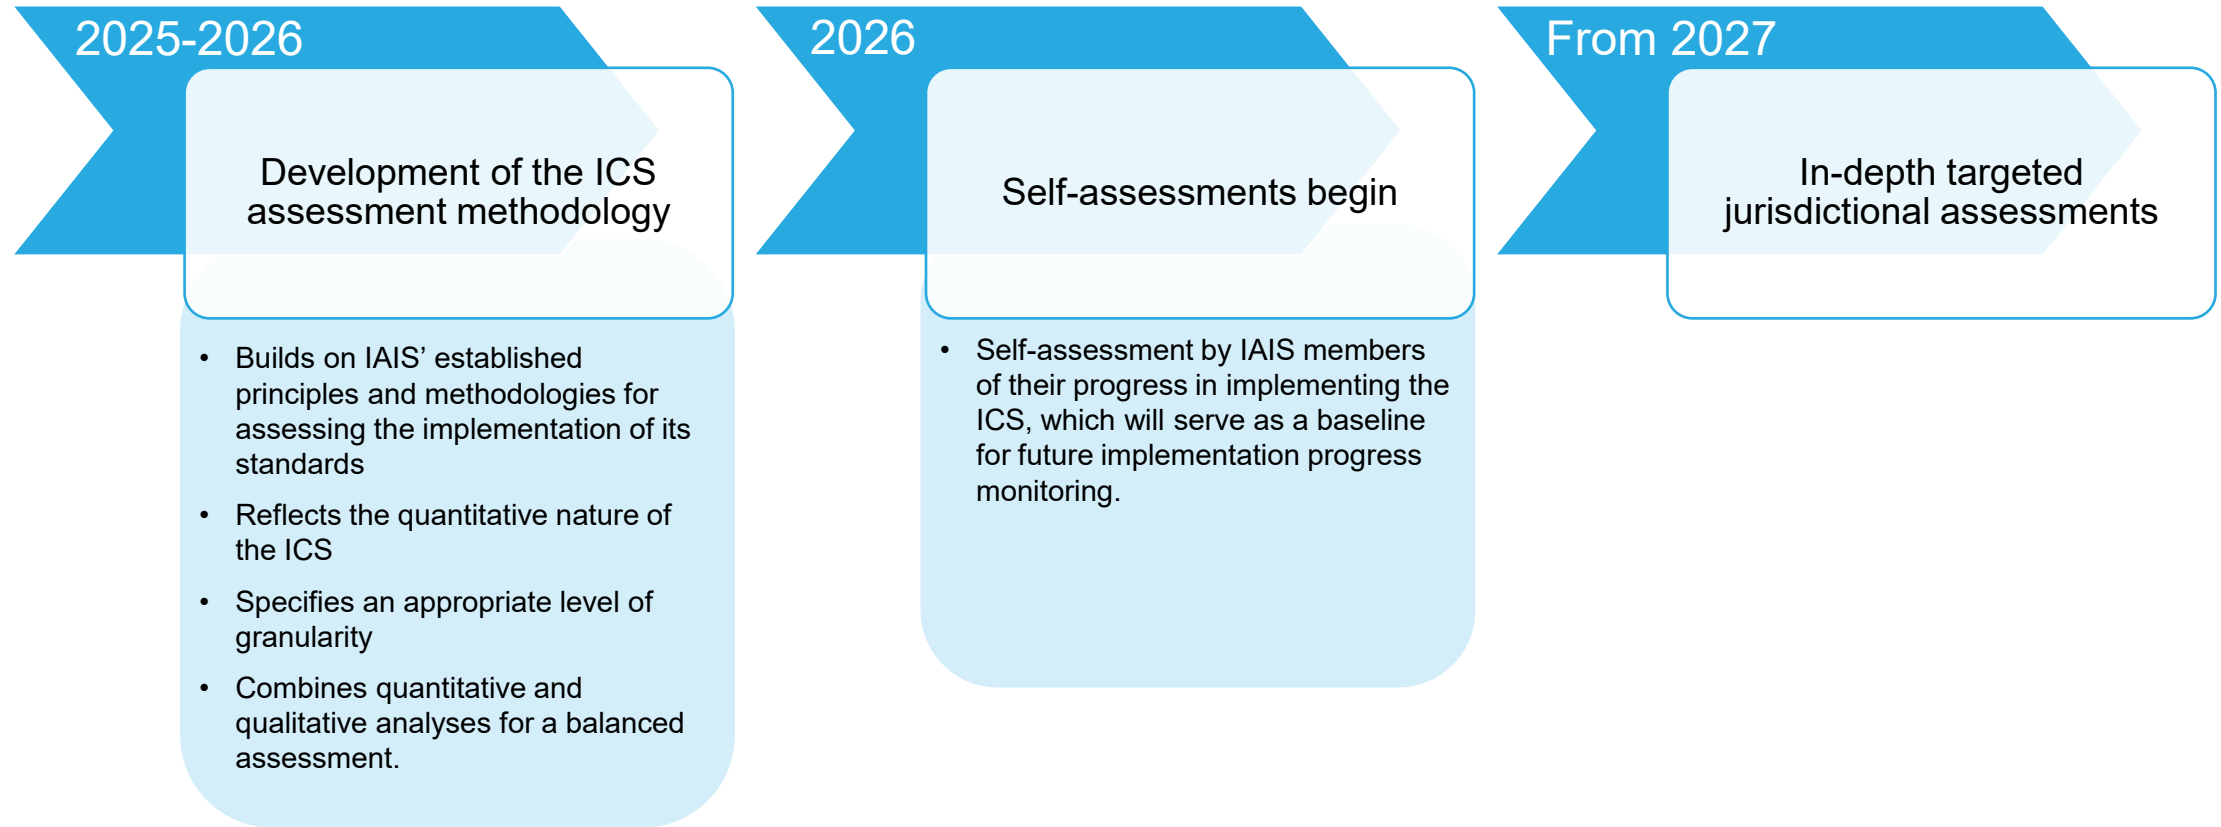 2025-2026
Development of the ICS
assessment methodology
• Builds on IAIS’ established
principles and methodologies for
assessing the implementation of its
standards
• Reflects the quantitative nature of
the ICS
• Specifies an appropriate level of
granularity
• Combines quantitative and
qualitative analyses for a balanced
assessment.
2026
Self-assessments begin
• Self-assessment by IAIS members
of their progress in implementing the
ICS, which will serve as a baseline
for future implementation progress
monitoring.
From 2027
In-depth targeted
jurisdictional assessments